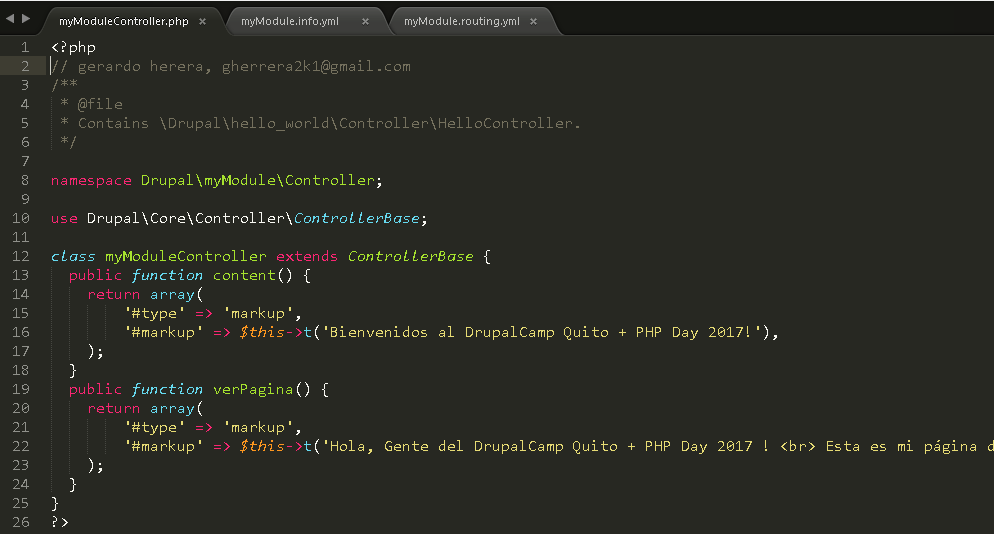 myModuleController.php × myModule.info.yml × myModule.routing.yml ×
1 <?php
2 // gerardo herera, gherrera2k1@gmail.com
3 /**
4  * @file
5  * Contains \Drupal\hello_world\Controller\HelloController.
6  */
7
8 namespace Drupal\myModule\Controller;
9
10 use Drupal\Core\Controller\ControllerBase;
11
12 class myModuleController extends ControllerBase {
13   public function content() {
14     return array(
15         '#type' => 'markup',
16         '#markup' => $this->t('Bienvenidos al DrupalCamp Quito + PHP Day 2017!'),
17     );
18   }
19   public function verPagina() {
20     return array(
21         '#type' => 'markup',
22         '#markup' => $this->t('Hola, Gente del DrupalCamp Quito + PHP Day 2017 ! <br> Esta es mi página d
23     );
24   }
25 }
26 ?>